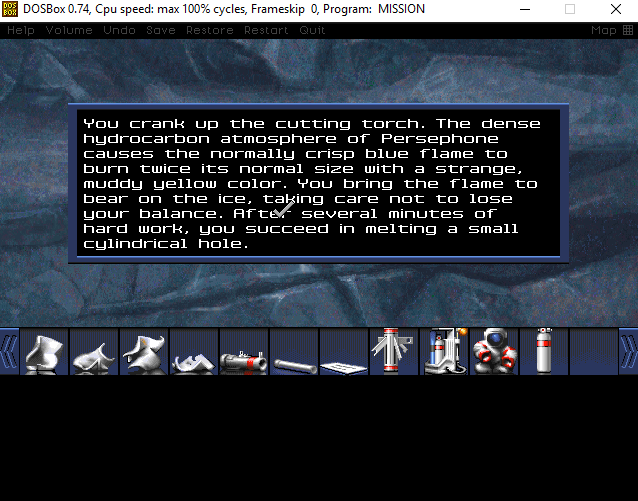 DOS BOX
DOSBox 0.74, Cpu speed: max 100% cycles, Frameskip 0, Program: MISSION
Help Volume Undo Save Restore Restart Quit Map
You crank up the cutting torch. The dense
hydrocarbon atmosphere of Persephone
causes the normally crisp blue flame to
burn twice its normal size with a strange,
muddy yellow color. You bring the flame to
bear on the ice, taking care not to lose
your balance. After several minutes of
hard work, you succeed in melting a small
cylindrical hole.